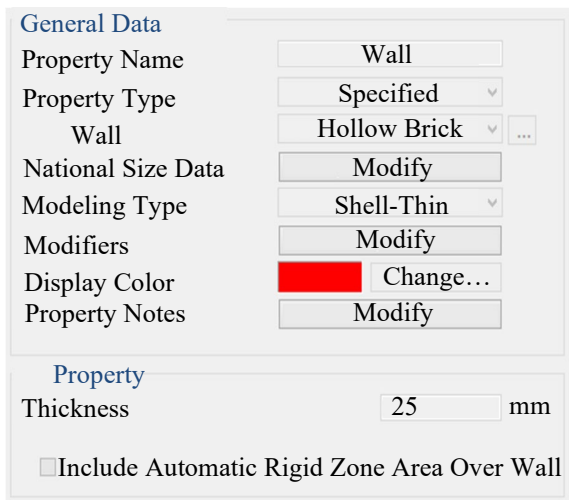 General Data
Property Name Wall
Property Type Specified
Wall Hollow Brick ...
National Size Data Modify
Modeling Type Shell-Thin
Modifiers Modify
Display Color Change…
Property Notes Modify
Property
Thickness 25 mm
Include Automatic Rigid Zone Area Over Wall